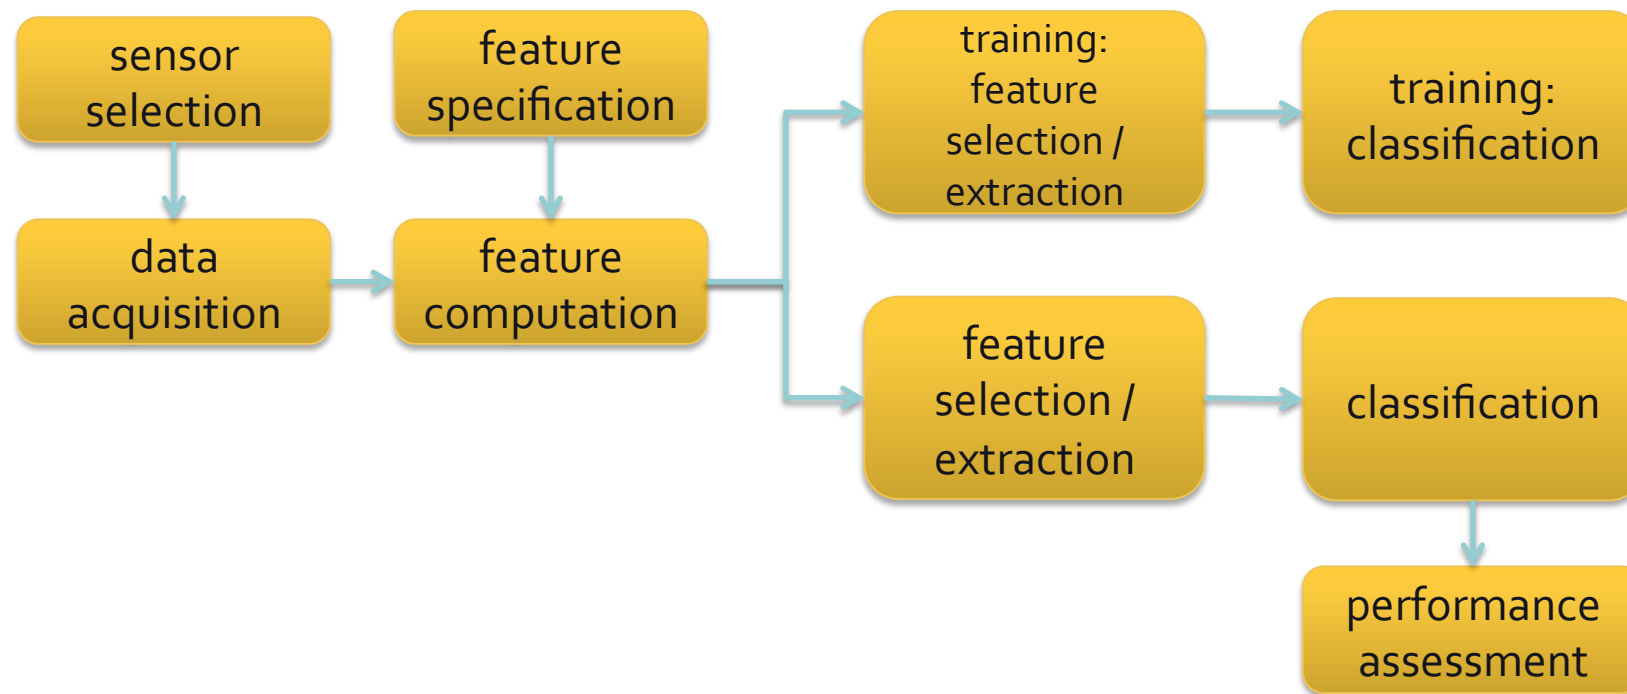 sensor
selection
feature
specification
training:
feature
selection /
extraction
training:
classification
data
acquisition
feature
computation
feature
selection /
extraction
classification
performance
assessment